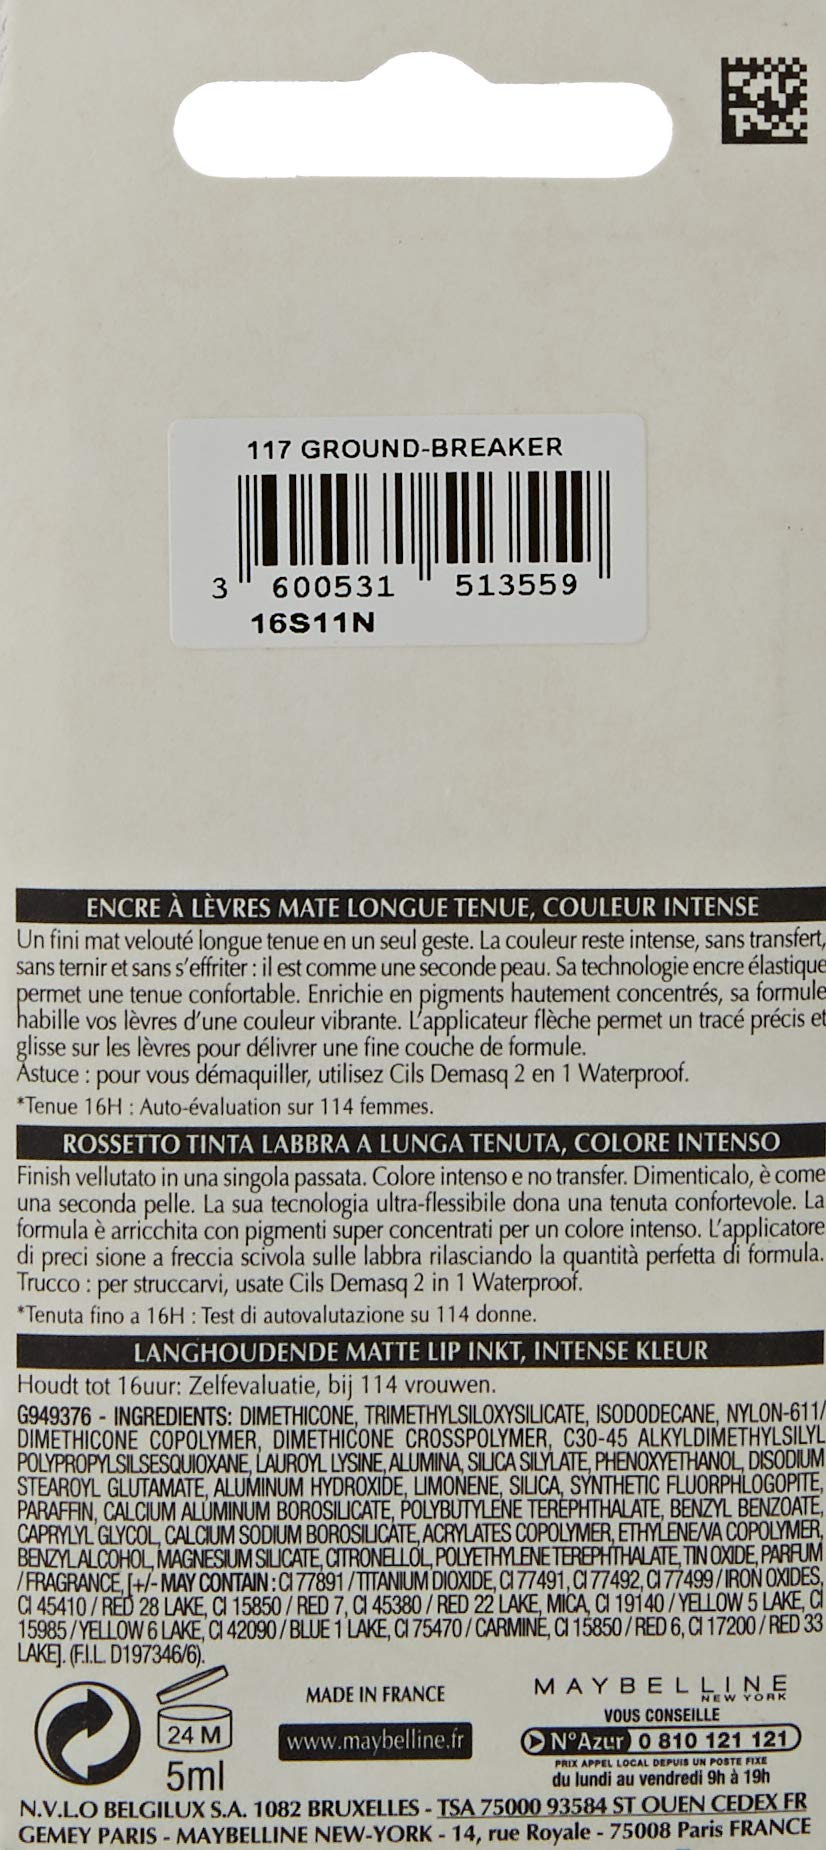 117 GROUND-BREAKER
3 600531 513559
16S11N
ENCRE À LÈVRES MATE LONGUE TENUE, COULEUR INTENSE
Un fini mat velouté longue tenue en un seul geste. La couleur reste intense, sans transfert,
sans ternir et sans s'effriter : il est comme une seconde peau. Sa technologie encre élastique
permet une tenue confortable. Enrichie en pigments hautement concentrés, sa formule
habille vos lèvres d'une couleur vibrante. L'applicateur flèche permet un tracé précis et
glisse sur les lèvres pour délivrer une fine couche de formule.
Astuce : pour vous démaquiller, utilisez Cils Demasq 2 en 1 Waterproof.
*Tenue 16H : Auto-évaluation sur 114 femmes.
ROSSETTO TINTA LABBRA A LUNGA TENUTA, COLORE INTENSO
Finish vellutato in una singola passata. Colore intenso e no transfer. Dimenticalo, è come
una seconda pelle. La sua tecnologia ultra-flessibile dona una tenuta confortevole. La
formula è arricchita con pigmenti super concentrati per un colore intenso. L'applicatore
di preci sione a freccia scivola sulle labbra rilasciando la quantità perfetta di formula.
Trucco : per struccarvi, usate Cils Demasq 2 in 1 Waterproof.
*Tenuta fino a 16H : Test di autovalutazione su 114 donne.
LANGHOUDENDE MATTE LIP INKT, INTENSE KLEUR
Houdt tot 16uur: Zelfevaluatie, bij 114 vrouwen.
G949376 - INGREDIENTS: DIMETHICONE, TRIMETHYLSILOXYSILICATE, ISODODECANE, NYLON-611/
DIMETHICONE COPOLYMER, DIMETHICONE CROSSPOLYMER, C30-45 ALKYLDIMETHYLSILYL
POLYPROPYLSILSESQUIOXANE, LAUROYL LYSINE, ALUMINA, SILICA SILYLATE, PHENOXYETHANOL, DISODIUM
STEAROYL GLUTAMATE, ALUMINUM HYDROXIDE, LIMONENE, SILICA, SYNTHETIC FLUORPHLOGOPITE,
PARAFFIN, CALCIUM ALUMINUM BOROSILICATE, POLYBUTYLENE TEREPHTHALATE, BENZYL BENZOATE,
CAPRYLYL GLYCOL, CALCIUM SODIUM BOROSILICATE, ACRYLATES COPOLYMER, ETHYLENE/VA COPOLYMER,
BENZYL ALCOHOL, MAGNESIUM SILICATE, CITRONELLOL, POLYETHYLENE TEREPHTHALATE, TIN OXIDE, PARFUM
/ FRAGRANCE, [+/- MAY CONTAIN : CI 77891 / TITANIUM DIOXIDE, CI 77491, CI 77492, CI 77499 / IRON OXIDES,
CI 45410 / RED 28 LAKE, CI 15850 / RED 7, CI 45380 / RED 22 LAKE, MICA, CI 19140 / YELLOW 5 LAKE, CI
15985 / YELLOW 6 LAKE, CI 42090 / BLUE 1 LAKE, CI 75470 / CARMINE, CI 15850 / RED 6, CI 17200 / RED 33
LAKE]. (F.I.L. D197346/6).
24 M
5ml
MADE IN FRANCE
www.maybelline.fr
MAYBELLINE
NEW YORK
VOUS CONSEILLE
N°Azur 0 810 121 121
PRIX APPEL LOCAL DEPUIS UN POSTE FIXE
du lundi au vendredi 9h à 19h
N.V.L.O BELGILUX S.A. 1082 BRUXELLES - TSA 75000 93584 ST OUEN CEDEX FR
GEMEY PARIS - MAYBELLINE NEW-YORK - 14, rue Royale - 75008 Paris FRANCE